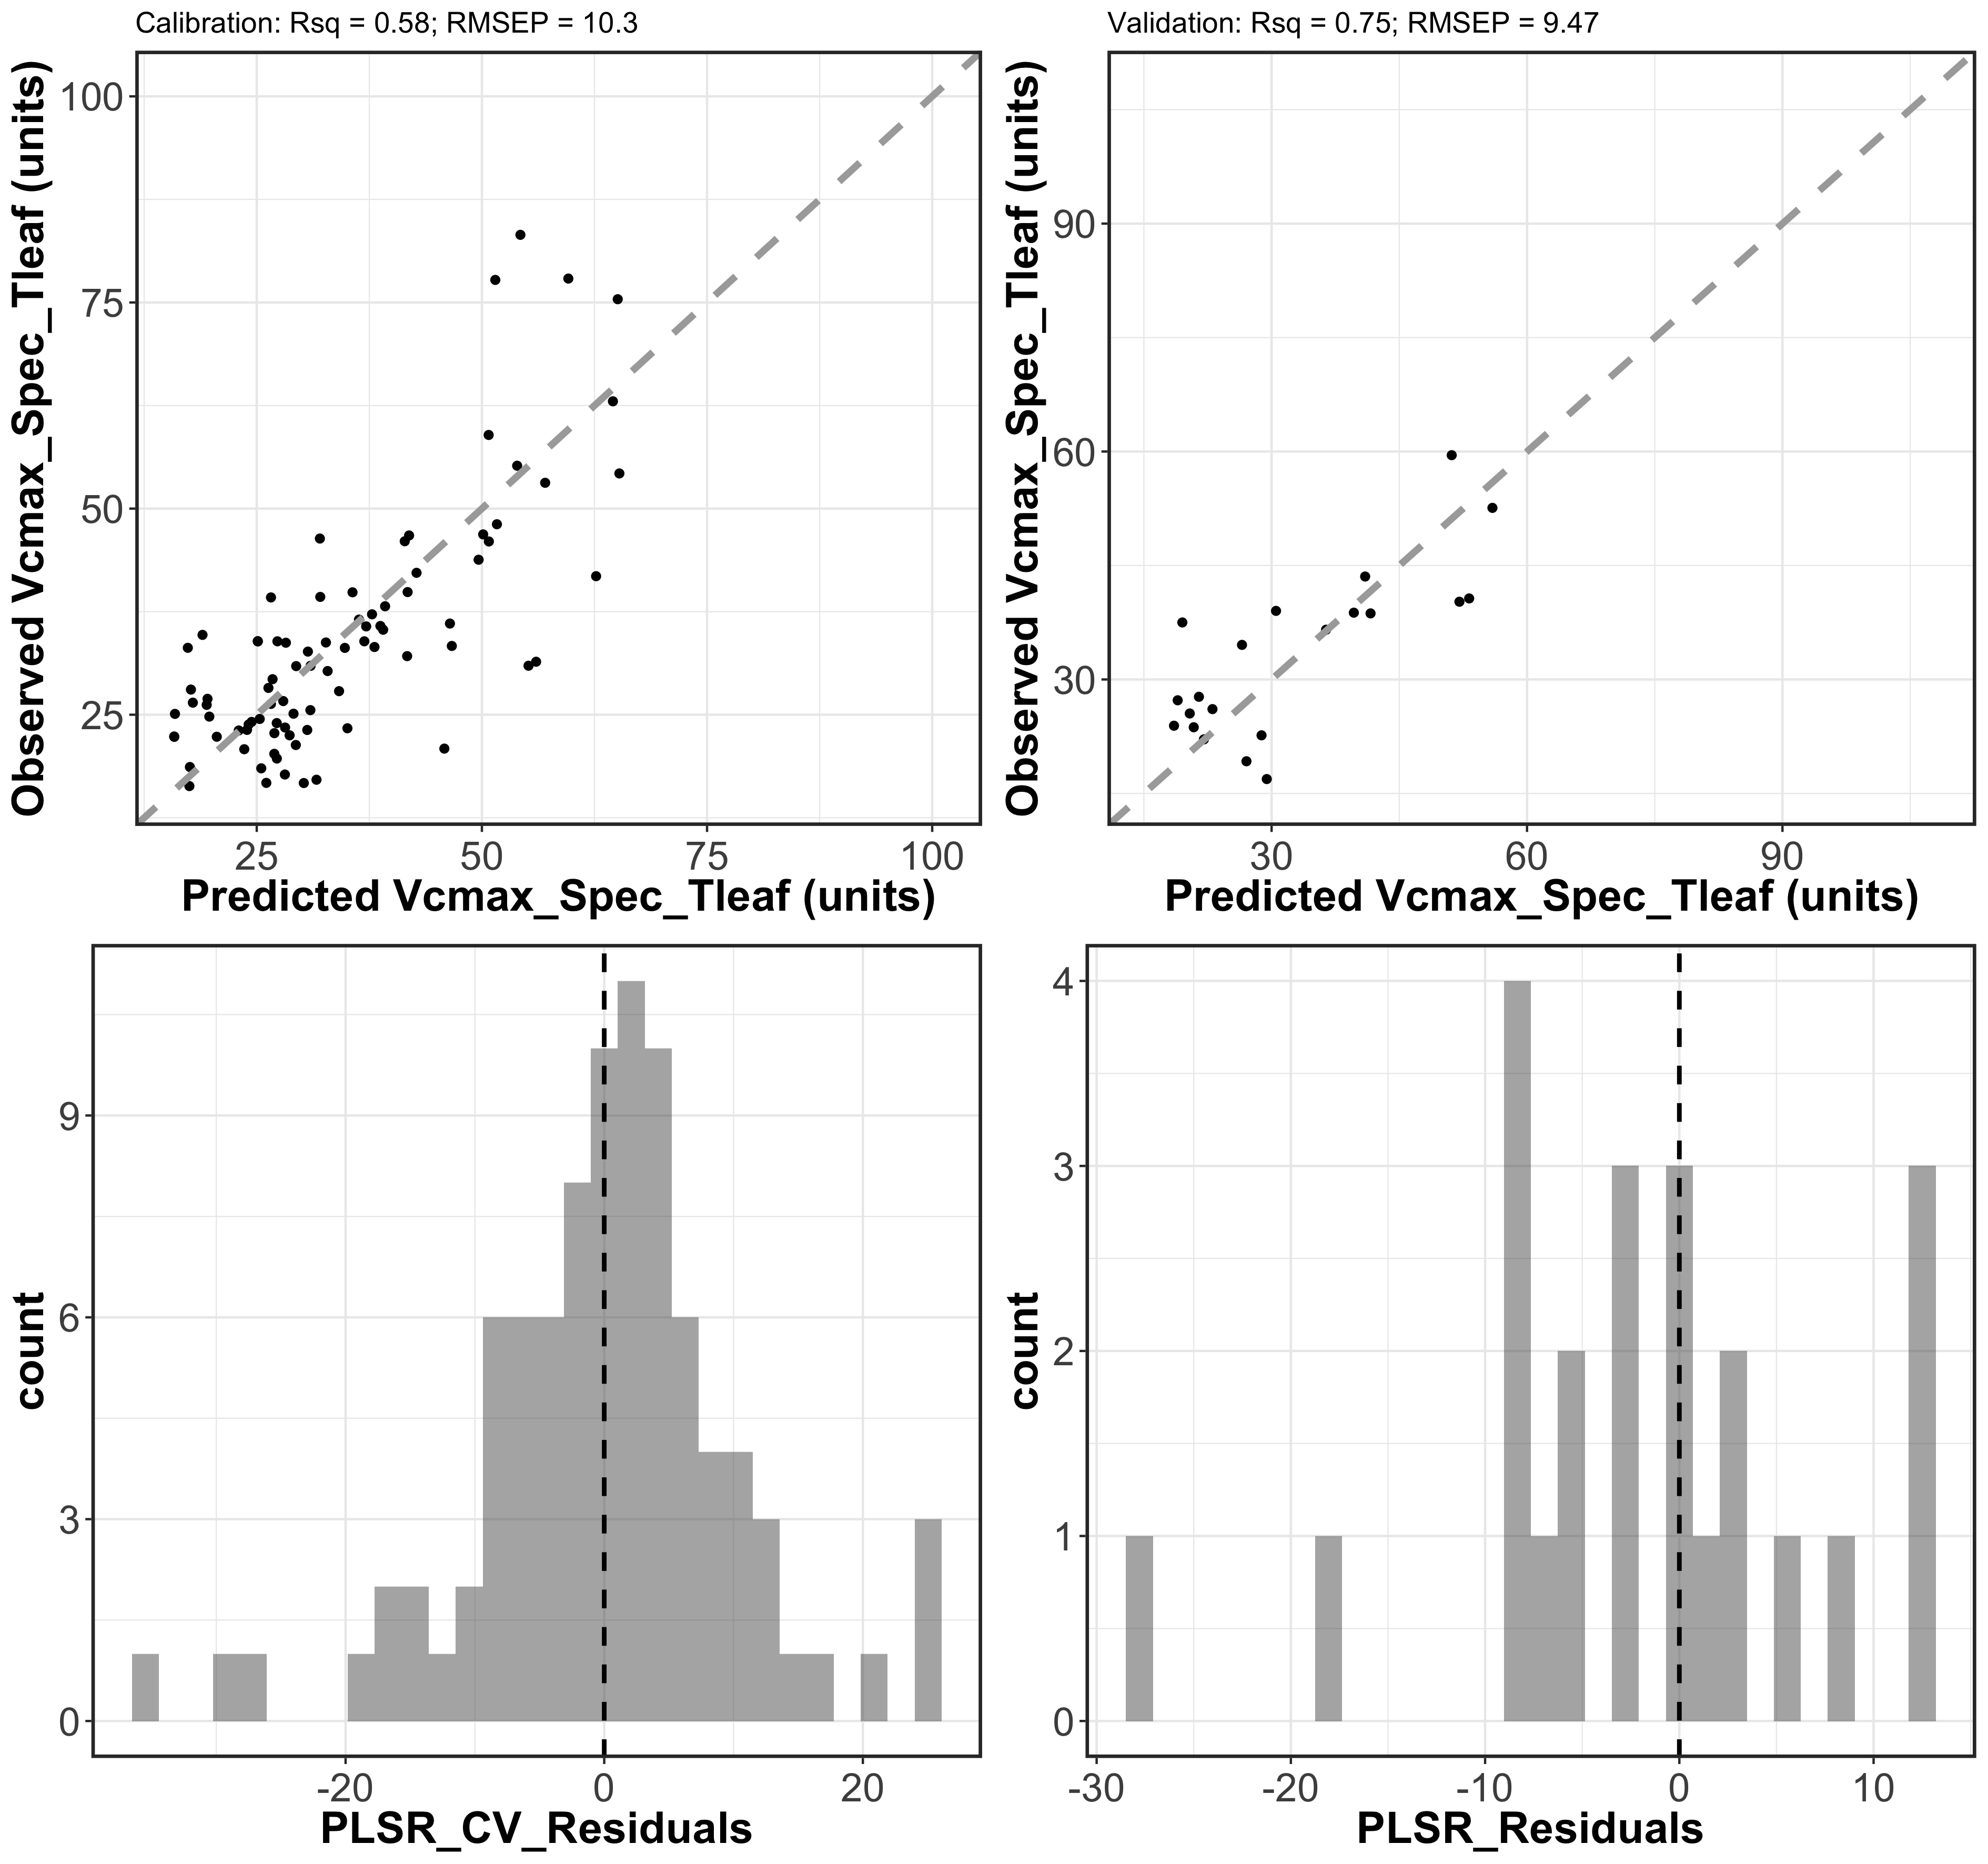 Calibration: Rsq = 0.58; RMSEP = 10.3
Observed Vcmax_Spec_Tleaf (units)
100
75
50
25
25 50 75 100
Predicted Vcmax_Spec_Tleaf (units)
Validation: Rsq = 0.75; RMSEP = 9.47
Observed Vcmax_Spec_Tleaf (units)
90
60
30
30 60 90
Predicted Vcmax_Spec_Tleaf (units)
count
9
6
3
0
-20 0 20
PLSR_CV_Residuals
count
4
3
2
1
0
-30 -20 -10 0 10
PLSR_Residuals